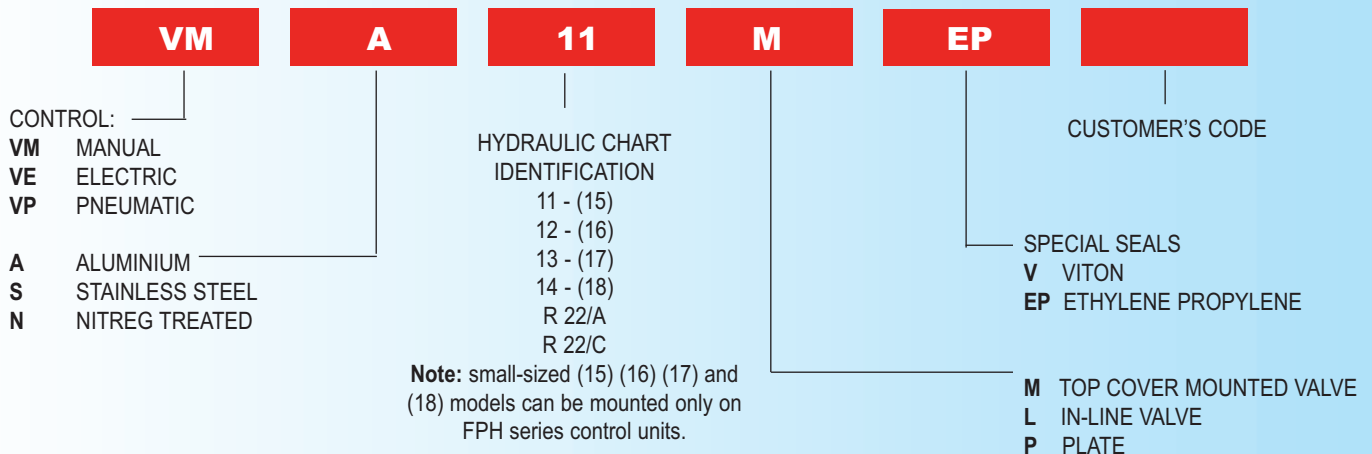 VM A 11 M EP
CONTROL:
VM MANUAL
VE ELECTRIC
VP PNEUMATIC
A ALUMINIUM
S STAINLESS STEEL
N NITREG TREATED
HYDRAULIC CHART
IDENTIFICATION
11 - (15)
12 - (16)
13 - (17)
14 - (18)
R 22/A
R 22/C
Note: small-sized (15) (16) (17) and
(18) models can be mounted only on
FPH series control units.
CUSTOMER'S CODE
SPECIAL SEALS
V VITON
EP ETHYLENE PROPYLENE
M TOP COVER MOUNTED VALVE
L IN-LINE VALVE
P PLATE